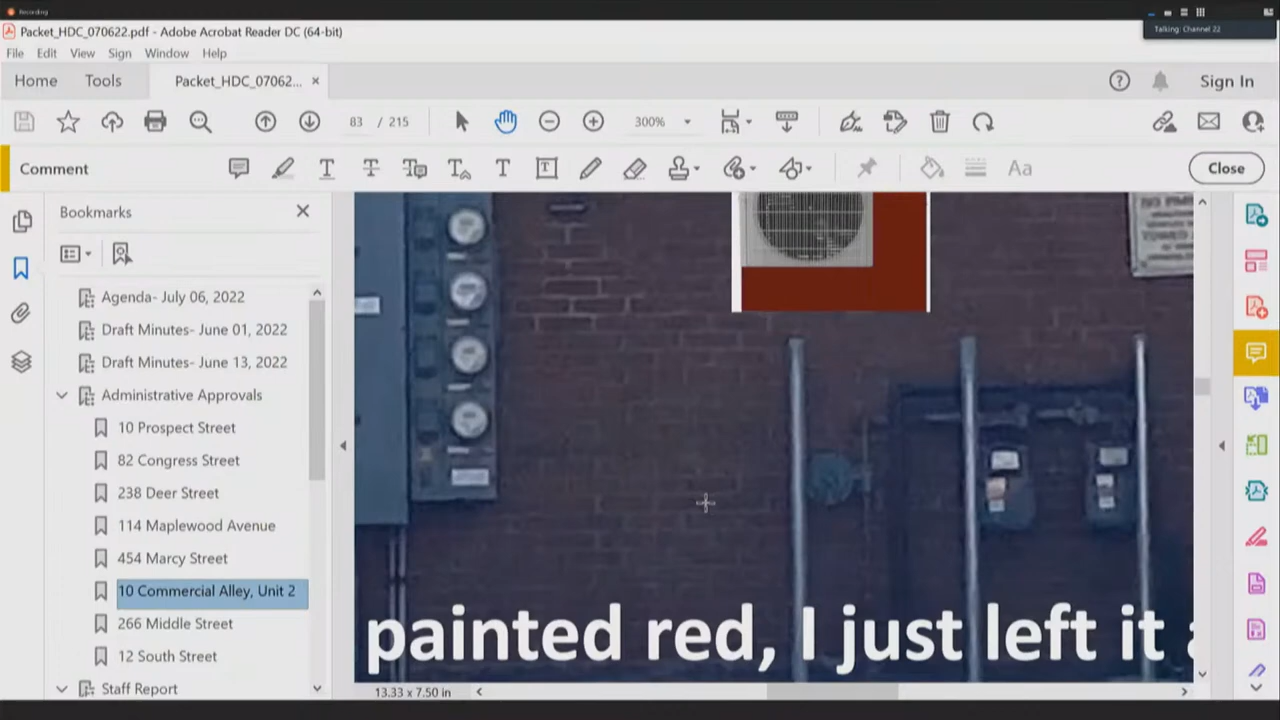 Recording
Packet_HDC_070622.pdf - Adobe Acrobat Reader DC (64-bit)
Talking: Channel 22
File Edit View Sign Window Help
Home Tools Packet_HDC_07062... × Sign In
83 / 215 300%
Comment Aa Close
Bookmarks
Agenda- July 06, 2022
Draft Minutes- June 01, 2022
Draft Minutes- June 13, 2022
Administrative Approvals
10 Prospect Street
82 Congress Street
238 Deer Street
114 Maplewood Avenue
454 Marcy Street
10 Commercial Alley, Unit 2
266 Middle Street
12 South Street
Staff Report
painted red, I just left it
13.33 x 7.50 in